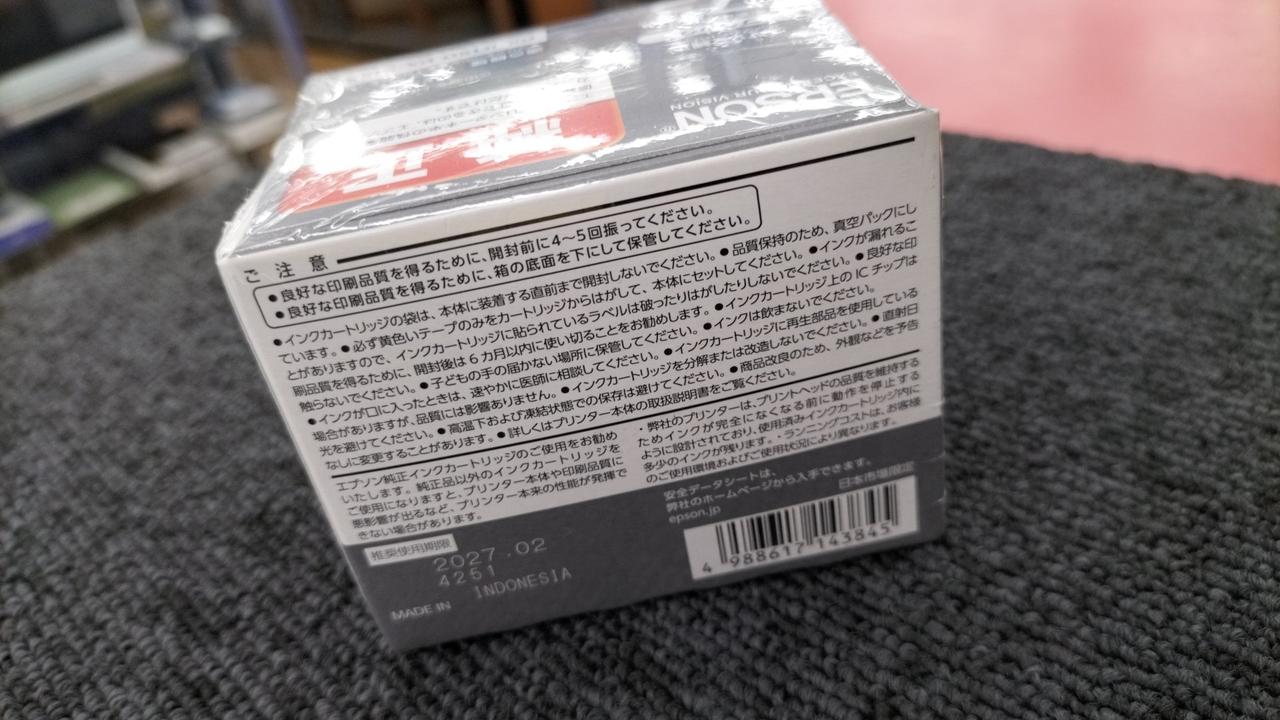 EPSON
純正
ご注意
●良好な印刷品質を得るために、開封前に4～5回振ってください。
●良好な印刷品質を得るために、箱の底面を下にして保管してください。
●インクカートリッジの袋は、本体に装着する直前まで開封しないでください。●品質保持のため、真空パックにし
ています。●必ず黄色いテープのみをカートリッジからはがして、本体にセットしてください。●インクが漏れるこ
とがありますので、インクカートリッジに貼られているラベルは破ったりはがしたりしないでください。●良好な印
刷品質を得るために、開封後は6カ月以内に使い切ることをお勧めします。●インクカートリッジ上のICチップは
触らないでください。●子どもの手の届かない場所に保管してください。●インクは飲まないでください。
●インクが口に入ったときは、速やかに医師に相談してください。●インクカートリッジに再生部品を使用している
場合がありますが、品質には影響ありません。●インクカートリッジを分解または改造しないでください。●直射日
光を避けてください。●高温下および凍結状態での保存は避けてください。●商品改良のため、外観などを予告
なしに変更することがあります。●詳しくはプリンター本体の取扱説明書をご覧ください。
エプソン純正インクカートリッジのご使用をお勧め
いたします。純正品以外のインクカートリッジを
ご使用になりますと、プリンター本体や印刷品質に
悪影響が出るなど、プリンター本来の性能が発揮で
きない場合があります。
・弊社のプリンターは、プリントヘッドの品質を維持する
ためインクが完全になくなる前に動作を停止する
ように設計されており、使用済みインクカートリッジ内に
多少のインクが残ります。・ランニングコストは、お客様
のご使用環境およびご使用状況により異なります。
安全データシートは、
弊社のホームページから入手できます。
epson.jp
日本市場限定
推奨使用期限
2027.02
4251
MADE IN INDONESIA
4 988617 143845